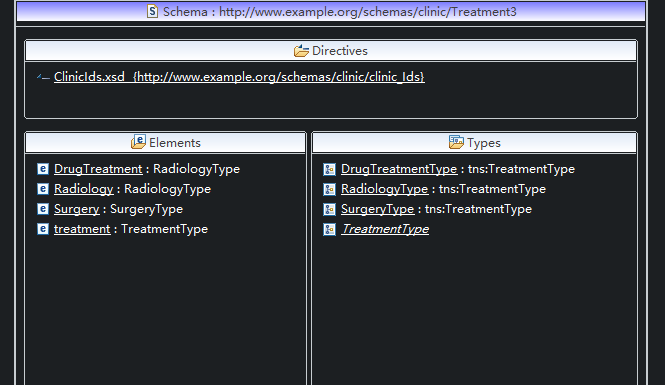 Schema : http://www.example.org/schemas/clinic/Treatment3
Directives
ClinicIds.xsd {http://www.example.org/schemas/clinic/clinic_Ids}
Elements
DrugTreatment : RadiologyType
Radiology : RadiologyType
Surgery : SurgeryType
treatment : TreatmentType
Types
DrugTreatmentType : tns:TreatmentType
RadiologyType : tns:TreatmentType
SurgeryType : tns:TreatmentType
TreatmentType